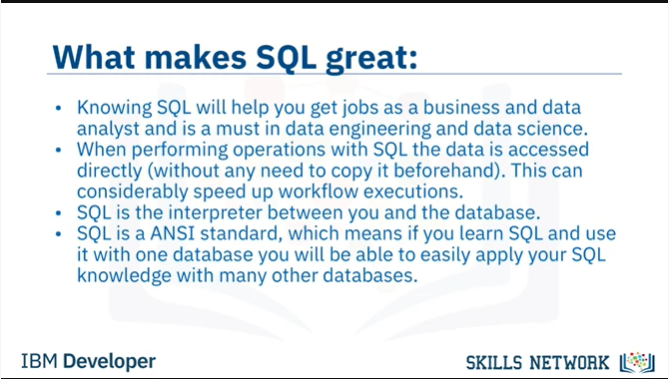 What makes SQL great:
• Knowing SQL will help you get jobs as a business and data
analyst and is a must in data engineering and data science.
• When performing operations with SQL the data is accessed
directly (without any need to copy it beforehand). This can
considerably speed up workflow executions.
• SQL is the interpreter between you and the database.
• SQL is a ANSI standard, which means if you learn SQL and use
it with one database you will be able to easily apply your SQL
knowledge with many other databases.
IBM Developer
SKILLS NETWORK